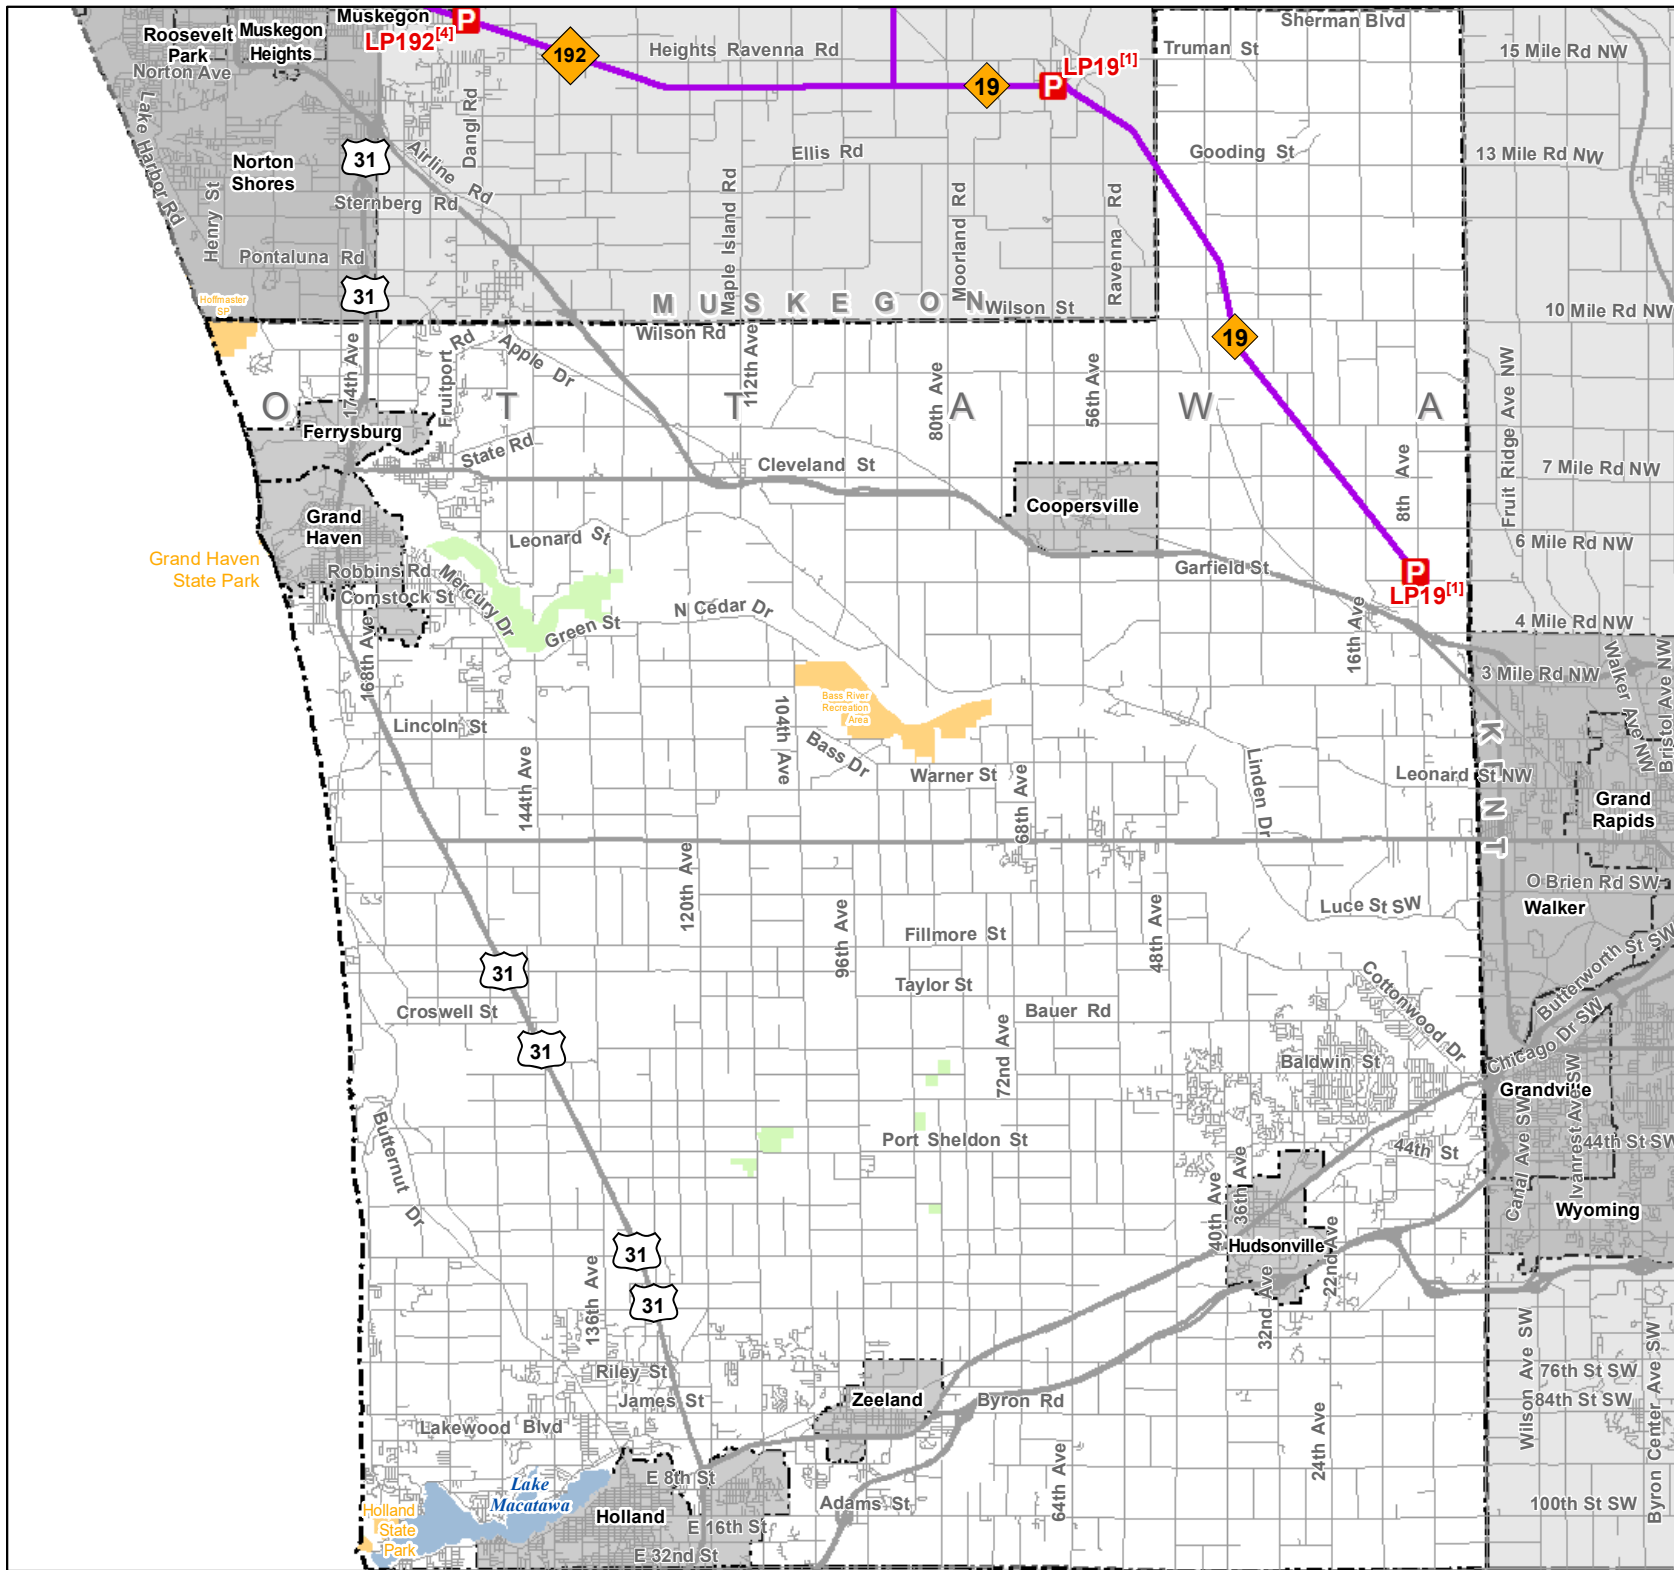 Muskegon
Roosevelt
Park
Muskegon
Heights
LP192[4]
P
192
Heights Ravenna Rd
19
P
LP19[1]
Sherman Blvd
Truman St
15 Mile Rd NW
Norton Ave
Lake Harbor Rd
Dangl Rd
Norton
Shores
31
Airline Rd
Ellis Rd
Gooding St
13 Mile Rd NW
Henry St
Sternberg Rd
Maple Island Rd
Moorland Rd
Ravenna Rd
Pontaluna Rd
31
Hoffmaster
SP
MUSKEGON
Wilson St
10 Mile Rd NW
Wilson Rd
174th Ave
Fruitport Rd
Apple Dr
112th Ave
80th Ave
56th Ave
19
Fruit Ridge Ave NW
OTTAWA
Ferrysburg
State Rd
Cleveland St
8th Ave
7 Mile Rd NW
Coopersville
Grand
Haven
Leonard St
6 Mile Rd NW
Grand Haven
State Park
Robbins Rd
Comstock St
Mercury Dr
Garfield St
P
LP19[1]
N Cedar Dr
Green St
16th Ave
4 Mile Rd NW
168th Ave
3 Mile Rd NW
Walker Ave NW
Bristol Ave NW
Bass River
Recreation
Area
Lincoln St
104th Ave
Bass Dr
144th Ave
Warner St
68th Ave
Linden Dr
Leonard St NW
KENT
Grand
Rapids
120th Ave
O Brien Rd SW
96th Ave
48th Ave
Luce St SW
Walker
Fillmore St
31
Taylor St
Cottonwood Dr
Butterworth St SW
Croswell St
Bauer Rd
Chicago Dr SW
31
72nd Ave
Baldwin St
Grandville
Butternut Dr
Port Sheldon St
44th St
44th St SW
Canal Ave SW
Ivanrest Ave SW
40th Ave
36th Ave
Wyoming
31
Hudsonville
22nd Ave
136th Ave
31
32nd Ave
Wilson Ave SW
Byron Center Ave SW
Riley St
76th St SW
James St
Zeeland
Byron Rd
84th St SW
Lakewood Blvd
24th Ave
E 8th St
64th Ave
Lake
Macatawa
Adams St
100th St SW
Holland
State
Park
Holland
E 16th St
E 32nd St